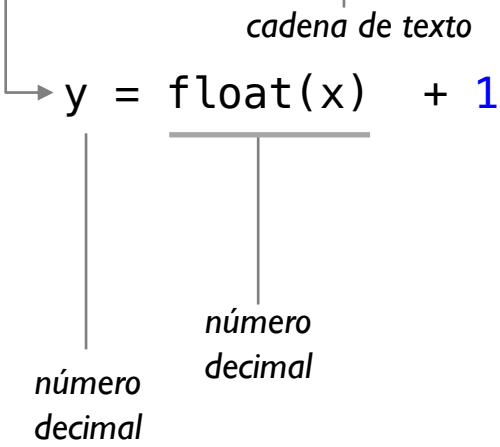 cadena de texto
y = float(x) + 1
número
decimal
número
decimal